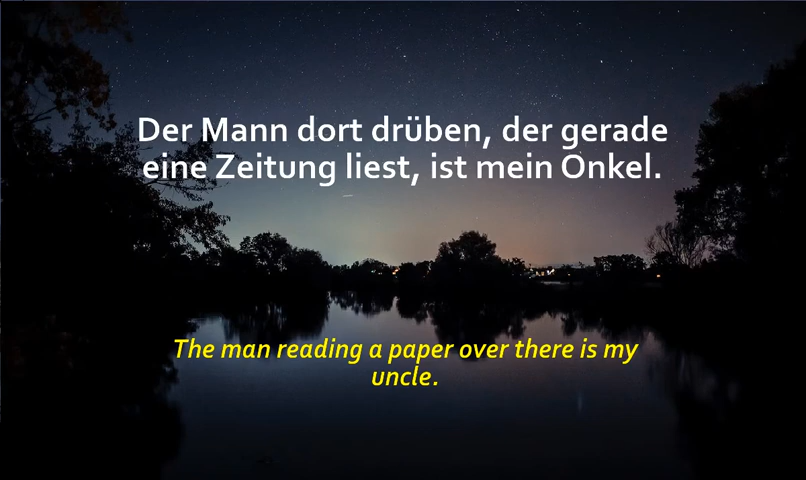 Der Mann dort drüben, der gerade
eine Zeitung liest, ist mein Onkel.
The man reading a paper over there is my
uncle.